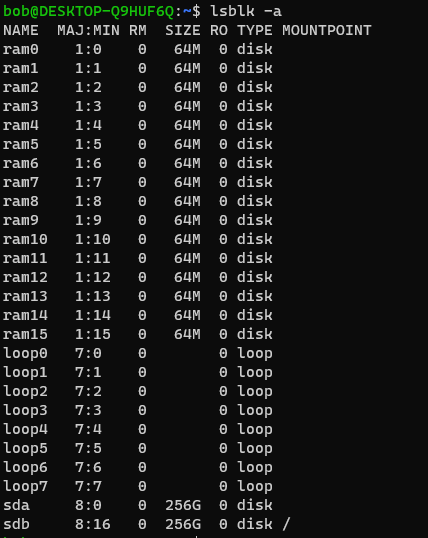 bob@DESKTOP-Q9HUF6Q:~$ lsblk -a
NAME   MAJ:MIN RM   SIZE RO TYPE MOUNTPOINT
ram0     1:0    0    64M  0 disk
ram1     1:1    0    64M  0 disk
ram2     1:2    0    64M  0 disk
ram3     1:3    0    64M  0 disk
ram4     1:4    0    64M  0 disk
ram5     1:5    0    64M  0 disk
ram6     1:6    0    64M  0 disk
ram7     1:7    0    64M  0 disk
ram8     1:8    0    64M  0 disk
ram9     1:9    0    64M  0 disk
ram10    1:10   0    64M  0 disk
ram11    1:11   0    64M  0 disk
ram12    1:12   0    64M  0 disk
ram13    1:13   0    64M  0 disk
ram14    1:14   0    64M  0 disk
ram15    1:15   0    64M  0 disk
loop0    7:0    0         0 loop
loop1    7:1    0         0 loop
loop2    7:2    0         0 loop
loop3    7:3    0         0 loop
loop4    7:4    0         0 loop
loop5    7:5    0         0 loop
loop6    7:6    0         0 loop
loop7    7:7    0         0 loop
sda      8:0    0   256G  0 disk
sdb      8:16   0   256G  0 disk /